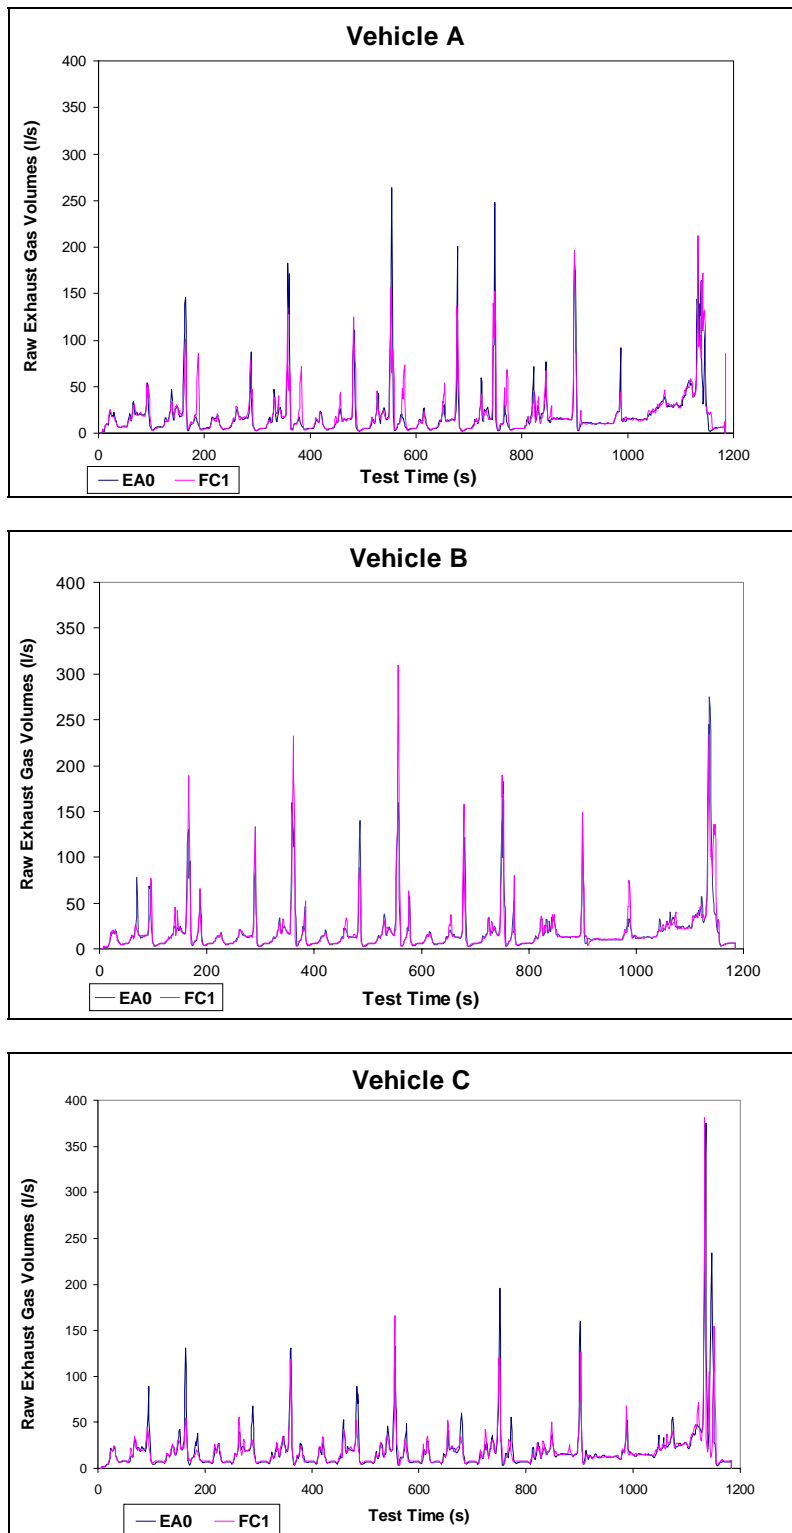 Vehicle A
Raw Exhaust Gas Volumes (l/s)
400
350
300
250
200
150
100
50
0
0 200 400 600 800 1000 1200
Test Time (s)
EA0 FC1
Vehicle B
Raw Exhaust Gas Volumes (l/s)
400
350
300
250
200
150
100
50
0
0 200 400 600 800 1000 1200
Test Time (s)
EA0 FC1
Vehicle C
Raw Exhaust Gas Volumes (l/s)
400
350
300
250
200
150
100
50
0
0 200 400 600 800 1000 1200
Test Time (s)
EA0 FC1